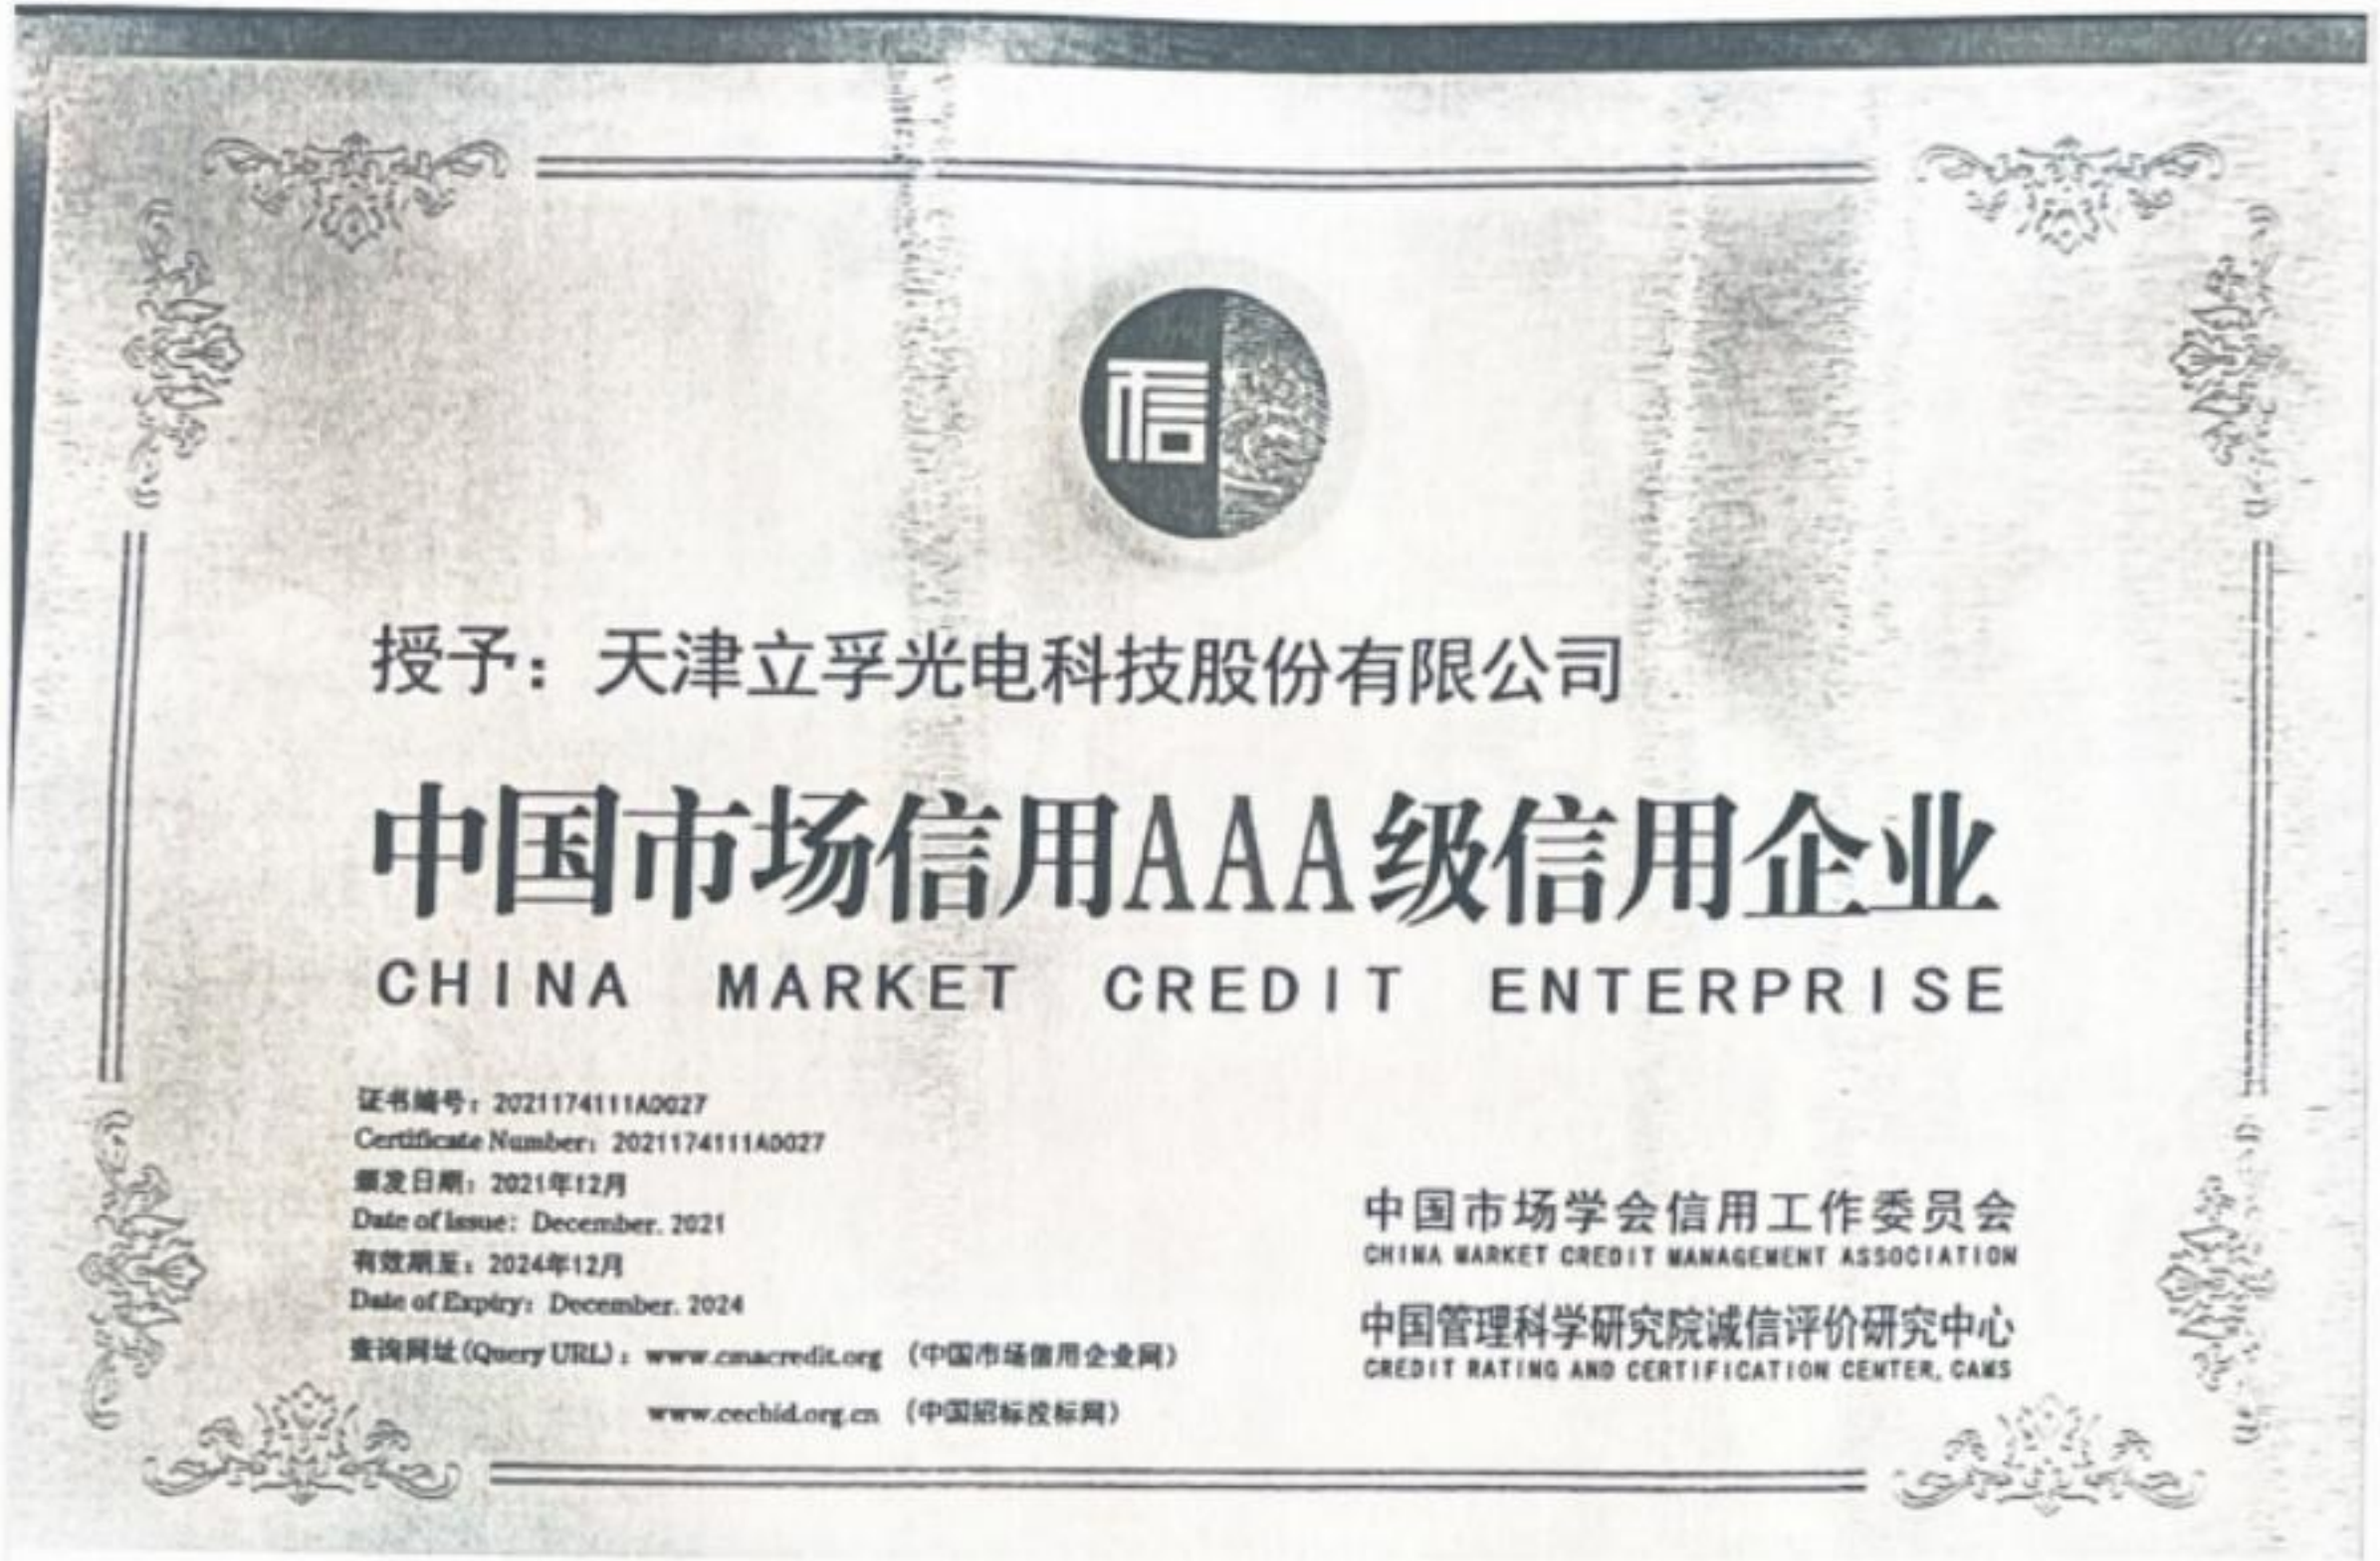 信
授予：天津立孚光电科技股份有限公司
中国市场信用AAA级信用企业
CHINA MARKET CREDIT ENTERPRISE
证书编号：2021174111A0027
Certificate Number：2021174111A0027
颁发日期：2021年12月
Date of Issue：December. 2021
有效期至：2024年12月
Date of Expiry：December. 2024
查询网址(Query URL)：www.cmacredit.org （中国市场信用企业网）
www.cecbid.org.cn （中国招标投标网）
中国市场学会信用工作委员会
CHINA MARKET CREDIT MANAGEMENT ASSOCIATION
中国管理科学研究院诚信评价研究中心
CREDIT RATING AND CERTIFICATION CENTER, CAMS